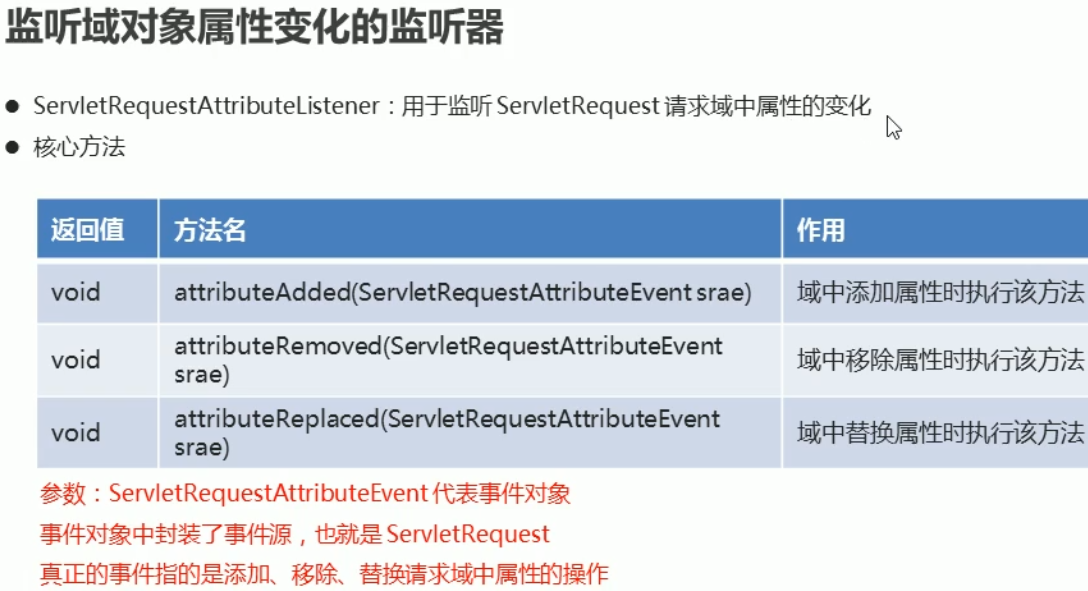 监听域对象属性变化的监听器
● ServletRequestAttributeListener：用于监听 ServletRequest 请求域中属性的变化
● 核心方法
返回值 方法名 作用
void attributeAdded(ServletRequestAttributeEvent srae) 域中添加属性时执行该方法
void attributeRemoved(ServletRequestAttributeEvent
srae) 域中移除属性时执行该方法
void attributeReplaced(ServletRequestAttributeEvent
srae) 域中替换属性时执行该方法
参数：ServletRequestAttributeEvent 代表事件对象
事件对象中封装了事件源，也就是 ServletRequest
真正的事件指的是添加、移除、替换请求域中属性的操作